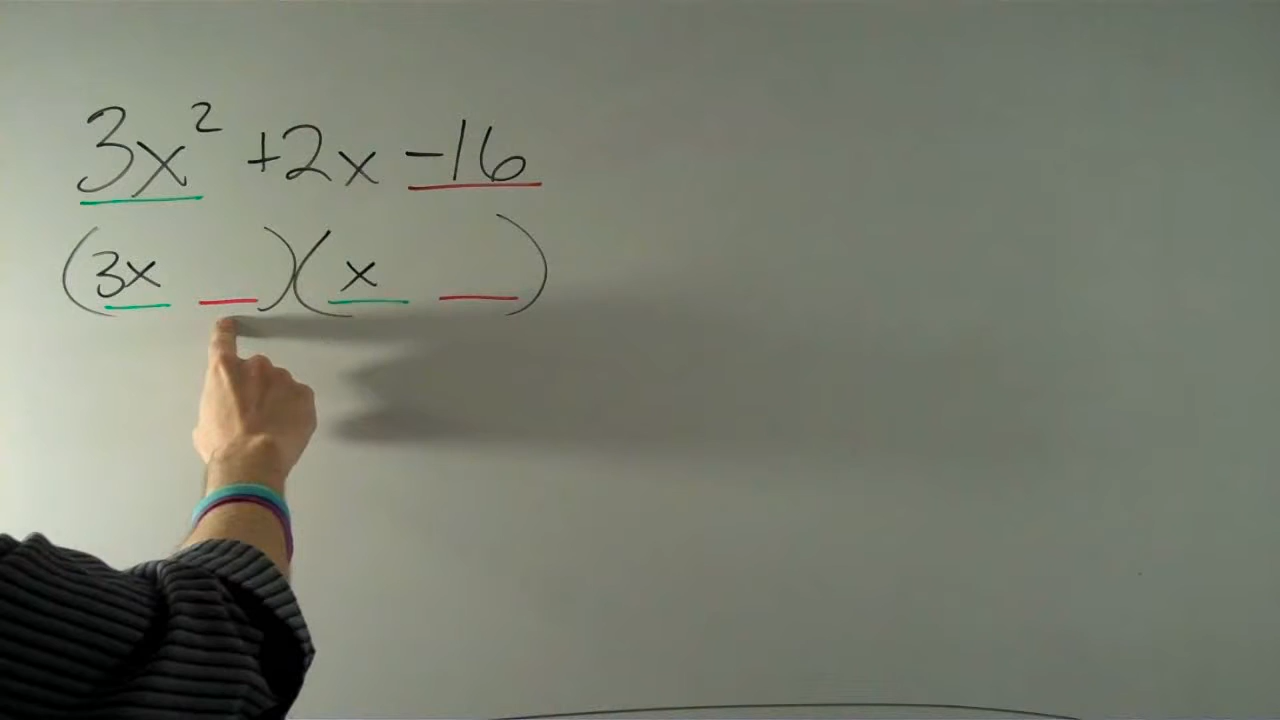 3x² +2x -16
(3x __)(x __)